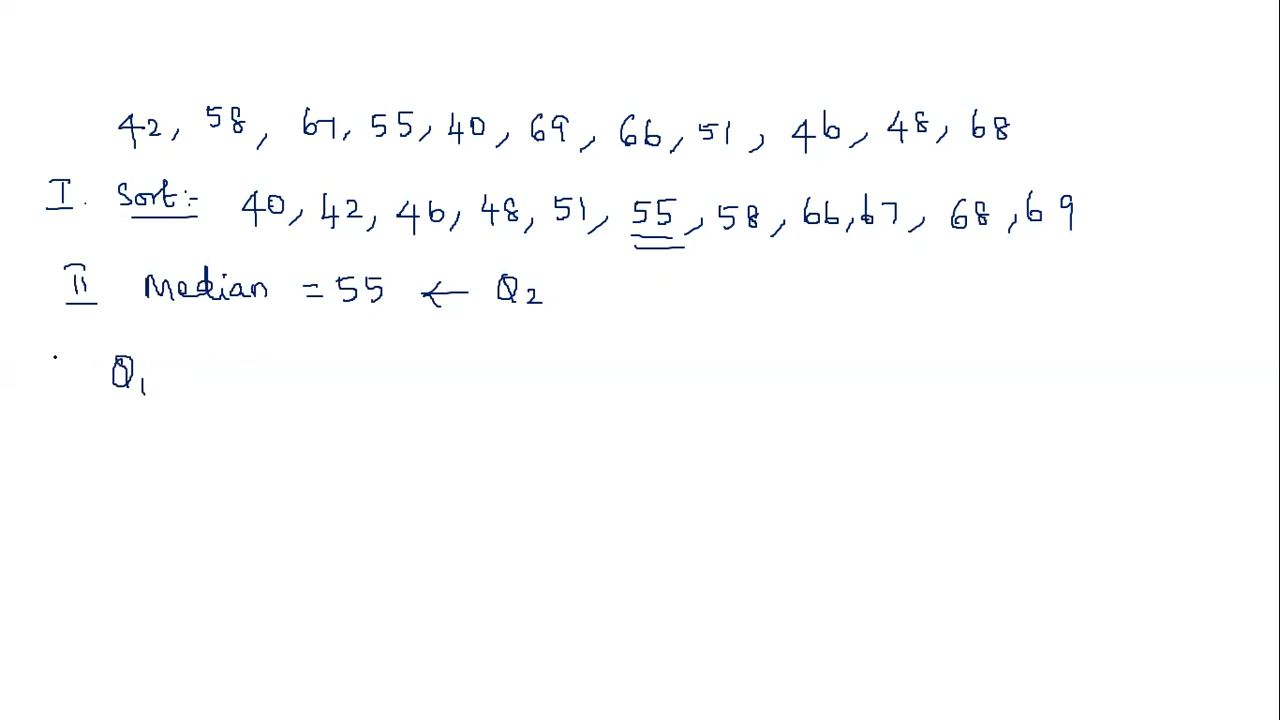 42, 58, 67, 55, 40, 69, 66, 51, 46, 48, 68
I. Sort:- 40, 42, 46, 48, 51, 55, 58, 66, 67, 68, 69
II Median = 55 ← Q2
Q1